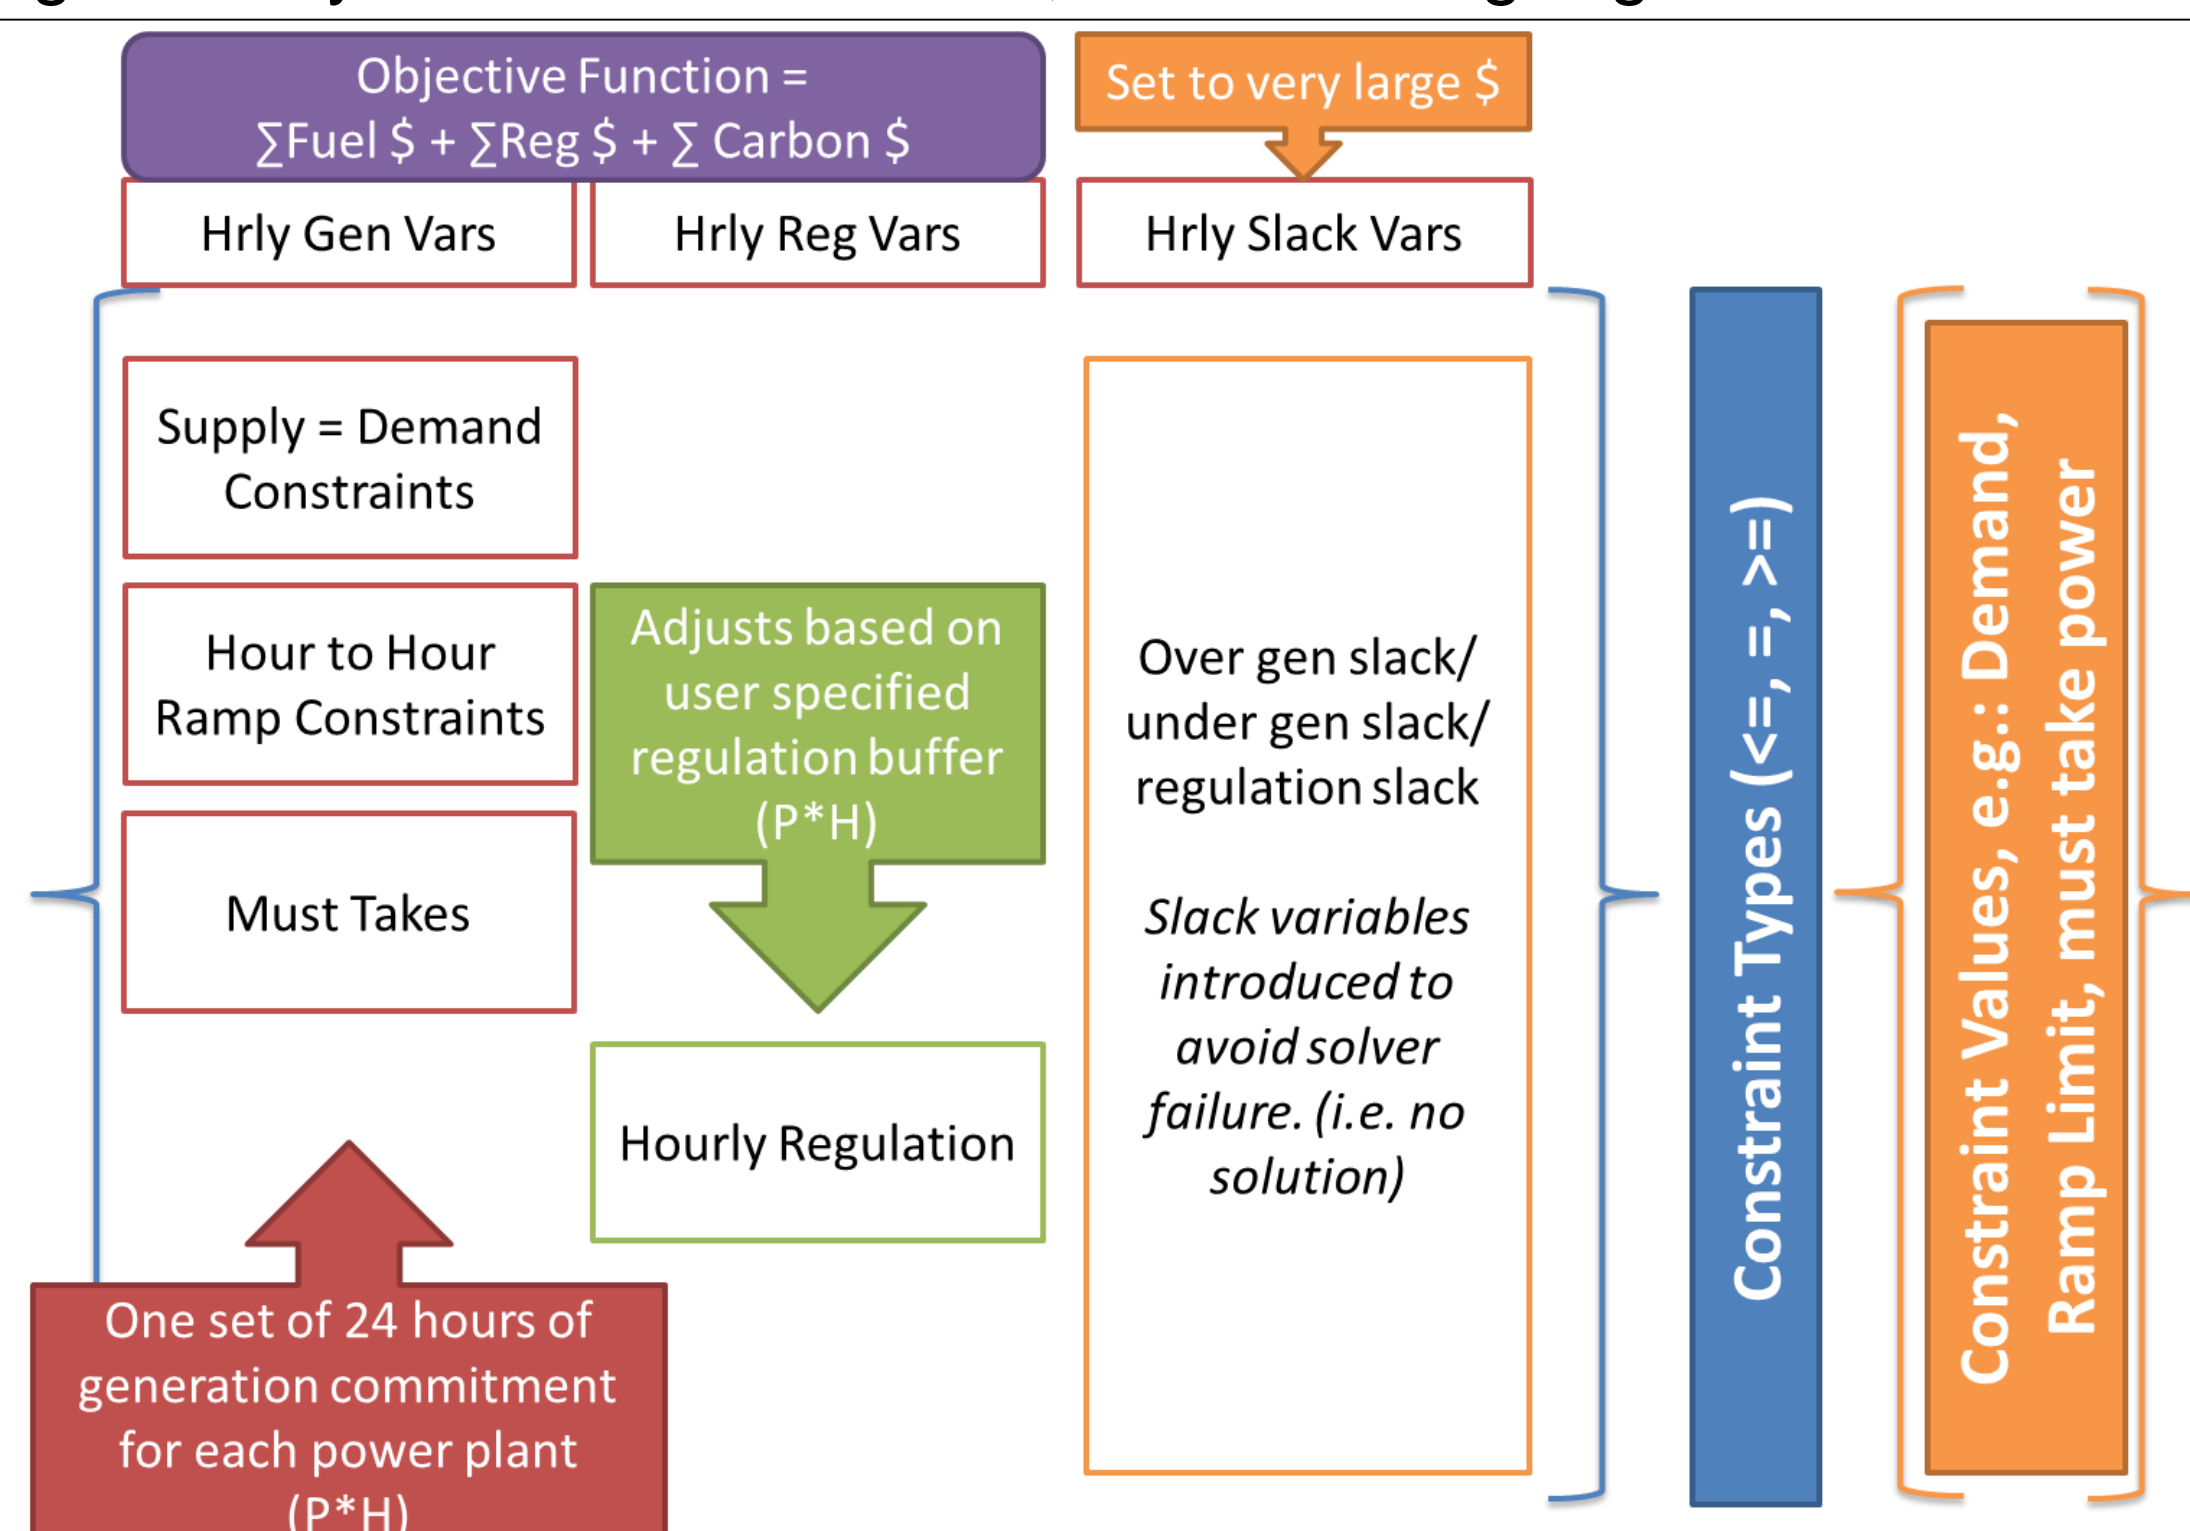 Objective Function =
∑Fuel $ + ∑Reg $ + ∑ Carbon $
Set to very large $
Hrly Gen Vars
Hrly Reg Vars
Hrly Slack Vars
Supply = Demand
Constraints
Hour to Hour
Ramp Constraints
Must Takes
One set of 24 hours of
generation commitment
for each power plant
(P*H)
Adjusts based on
user specified
regulation buffer
(P*H)
Hourly Regulation
Over gen slack/
under gen slack/
regulation slack
Slack variables
introduced to
avoid solver
failure. (i.e. no
solution)
Constraint Types (<=, =, >=)
Constraint Values, e.g.: Demand,
Ramp Limit, must take power